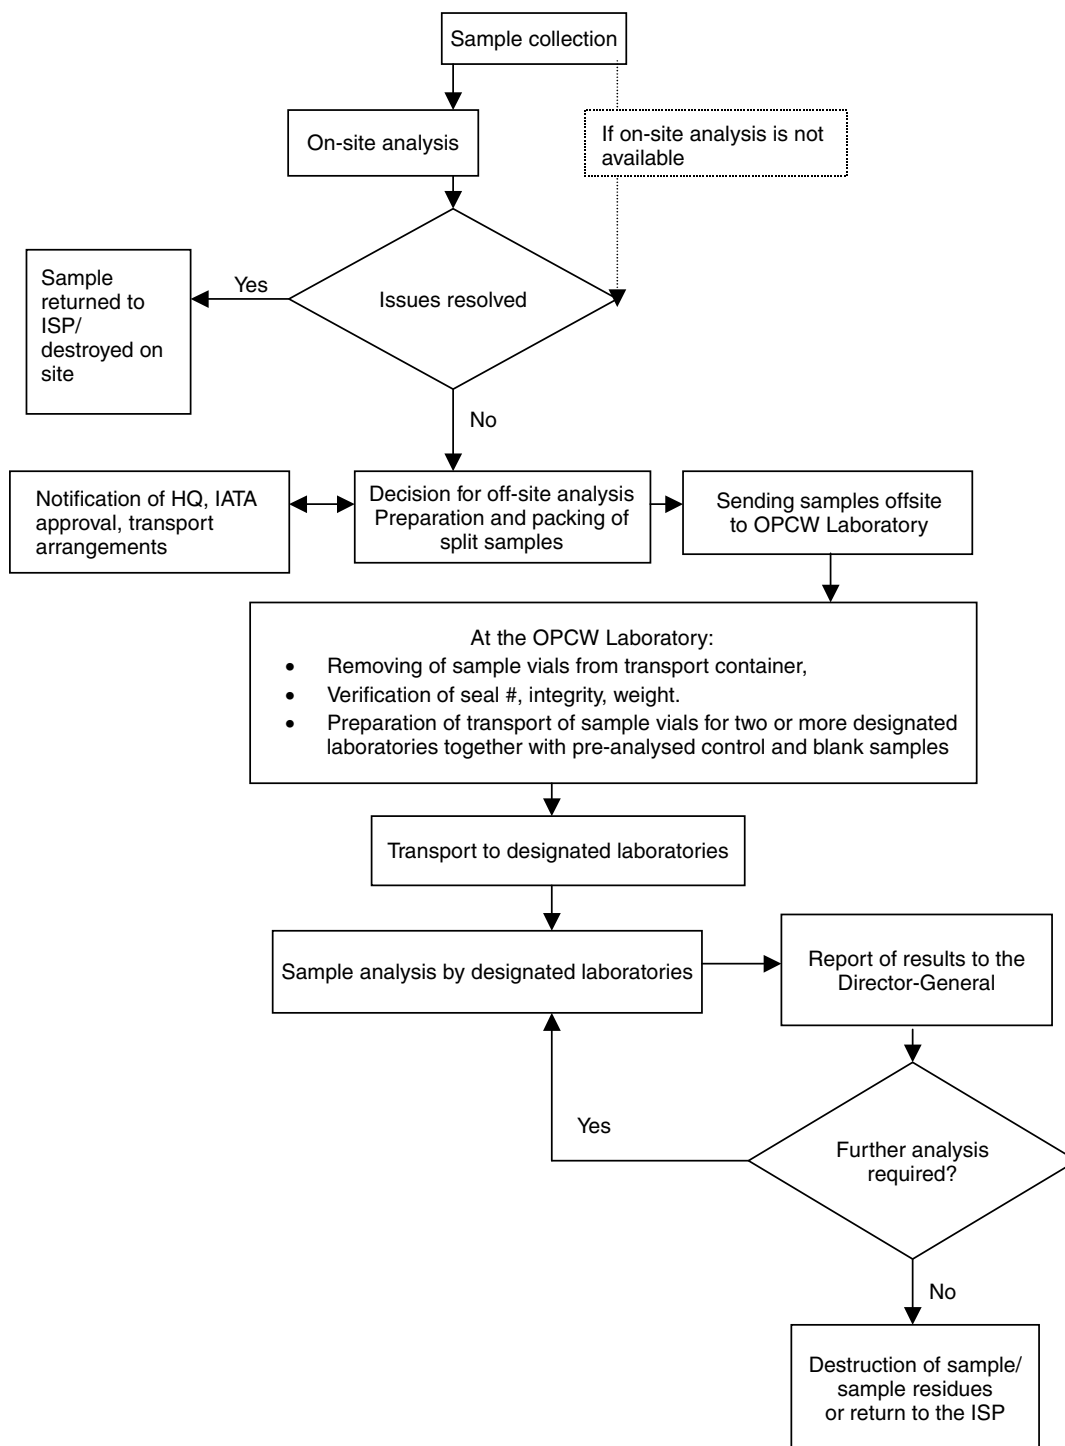 Sample collection
On-site analysis
If on-site analysis is not
available
Sample
returned to
ISP/
destroyed on
site
Yes
Issues resolved
No
Notification of HQ, IATA
approval, transport
arrangements
Decision for off-site analysis
Preparation and packing of
split samples
Sending samples offsite
to OPCW Laboratory
At the OPCW Laboratory:
• Removing of sample vials from transport container,
• Verification of seal #, integrity, weight.
• Preparation of transport of sample vials for two or more designated
laboratories together with pre-analysed control and blank samples
Transport to designated laboratories
Sample analysis by designated laboratories
Report of results to the
Director-General
Yes
Further analysis
required?
No
Destruction of sample/
sample residues
or return to the ISP